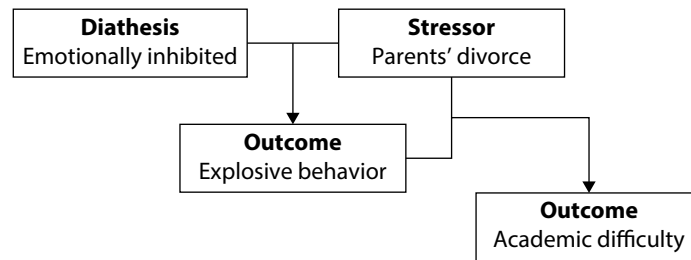 Diathesis
Emotionally inhibited
Stressor
Parents’ divorce
Outcome
Explosive behavior
Outcome
Academic difficulty